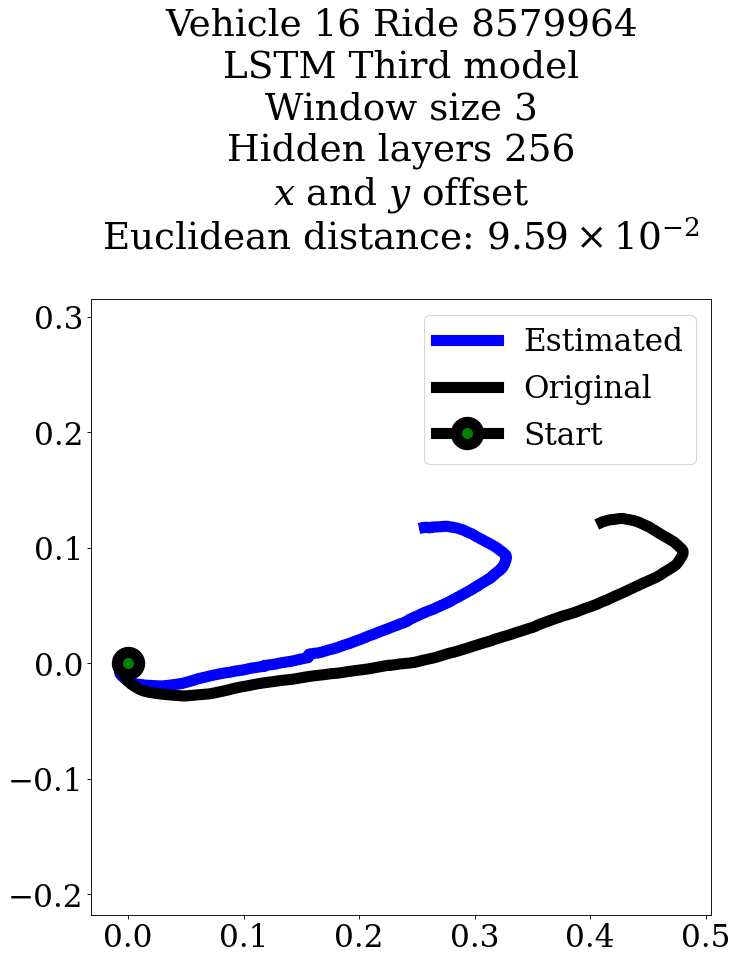 Vehicle 16 Ride 8579964
LSTM Third model
Window size 3
Hidden layers 256
x and y offset
Euclidean distance: 9.59 × 10⁻²
Estimated
Original
Start
0.3
0.2
0.1
0.0
−0.1
−0.2
0.0 0.1 0.2 0.3 0.4 0.5